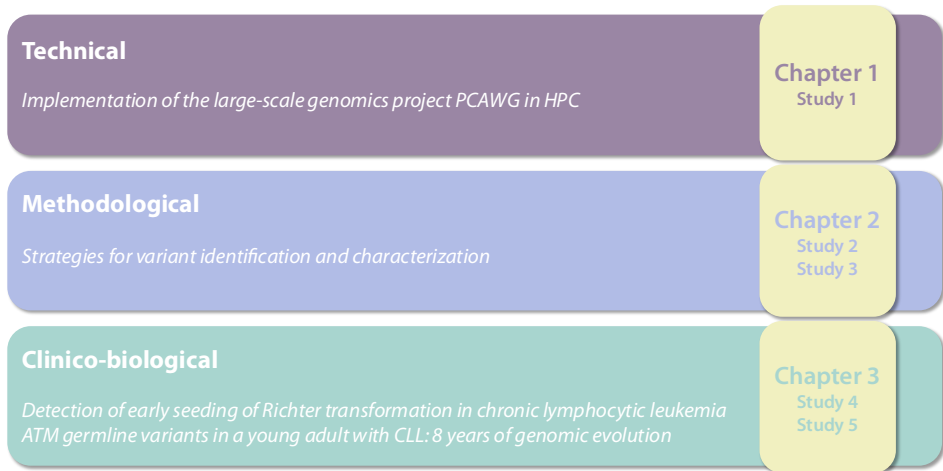 Technical
Implementation of the large-scale genomics project PCAWG in HPC
Chapter 1
Study 1
Methodological
Strategies for variant identification and characterization
Chapter 2
Study 2
Study 3
Clinico-biological
Detection of early seeding of Richter transformation in chronic lymphocytic leukemia
ATM germline variants in a young adult with CLL: 8 years of genomic evolution
Chapter 3
Study 4
Study 5